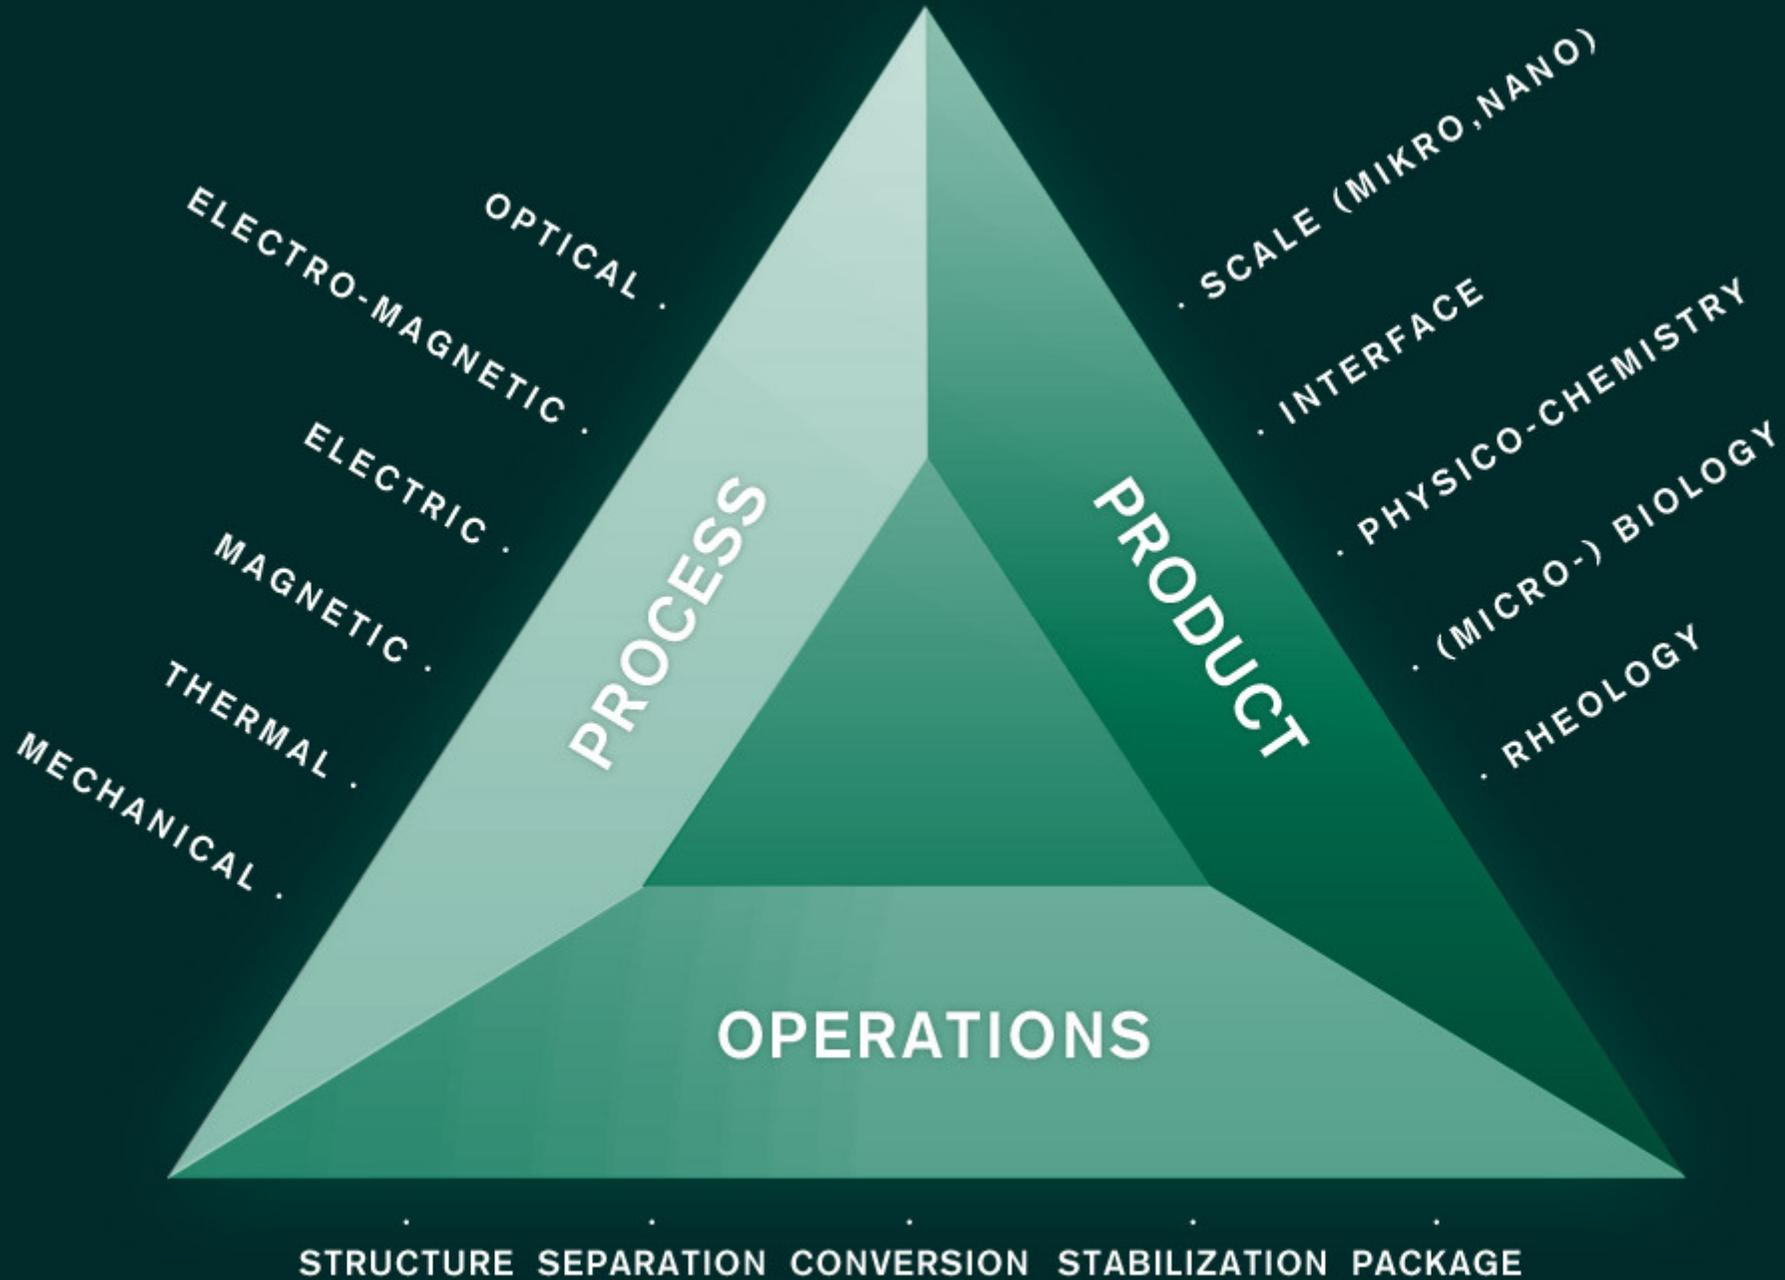 OPTICAL
ELECTRO-MAGNETIC
ELECTRIC
MAGNETIC
THERMAL
MECHANICAL
PROCESS
PRODUCT
SCALE (MIKRO,NANO)
INTERFACE
PHYSICO-CHEMISTRY
(MICRO-) BIOLOGY
RHEOLOGY
OPERATIONS
STRUCTURE SEPARATION CONVERSION STABILIZATION PACKAGE